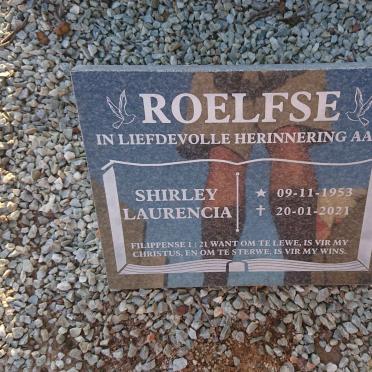 ROELFSE
IN LIEFDEVOLLE HERINNERING AA
SHIRLEY ★ 09-11-1953
LAURENCIA ✝ 20-01-2021
FILIPPENSE 1 : 21 WANT OM TE LEWE, IS VIR MY
CHRISTUS, EN OM TE STERWE, IS VIR MY WINS.